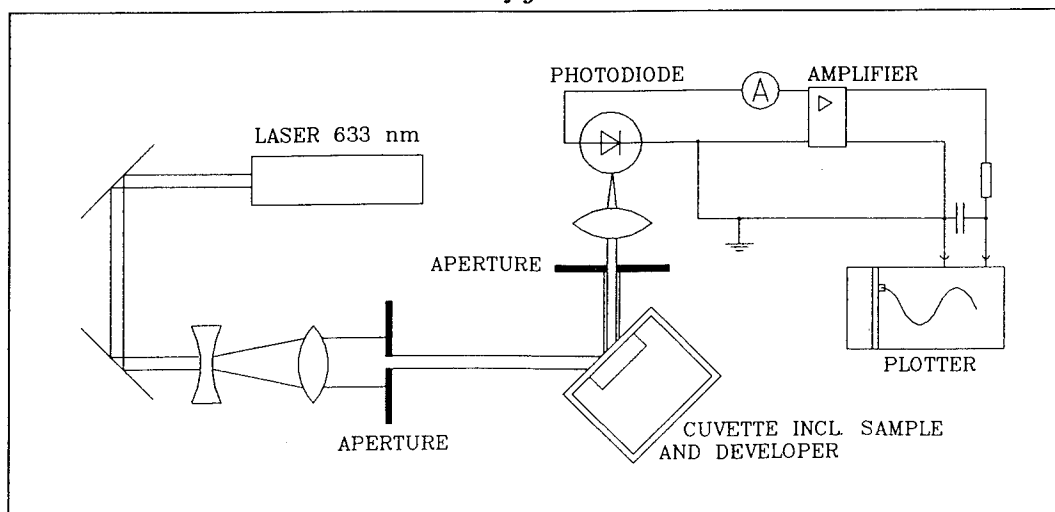 PHOTODIODE
A
AMPLIFIER
LASER 633 nm
APERTURE
APERTURE
PLOTTER
CUVETTE INCL. SAMPLE
AND DEVELOPER